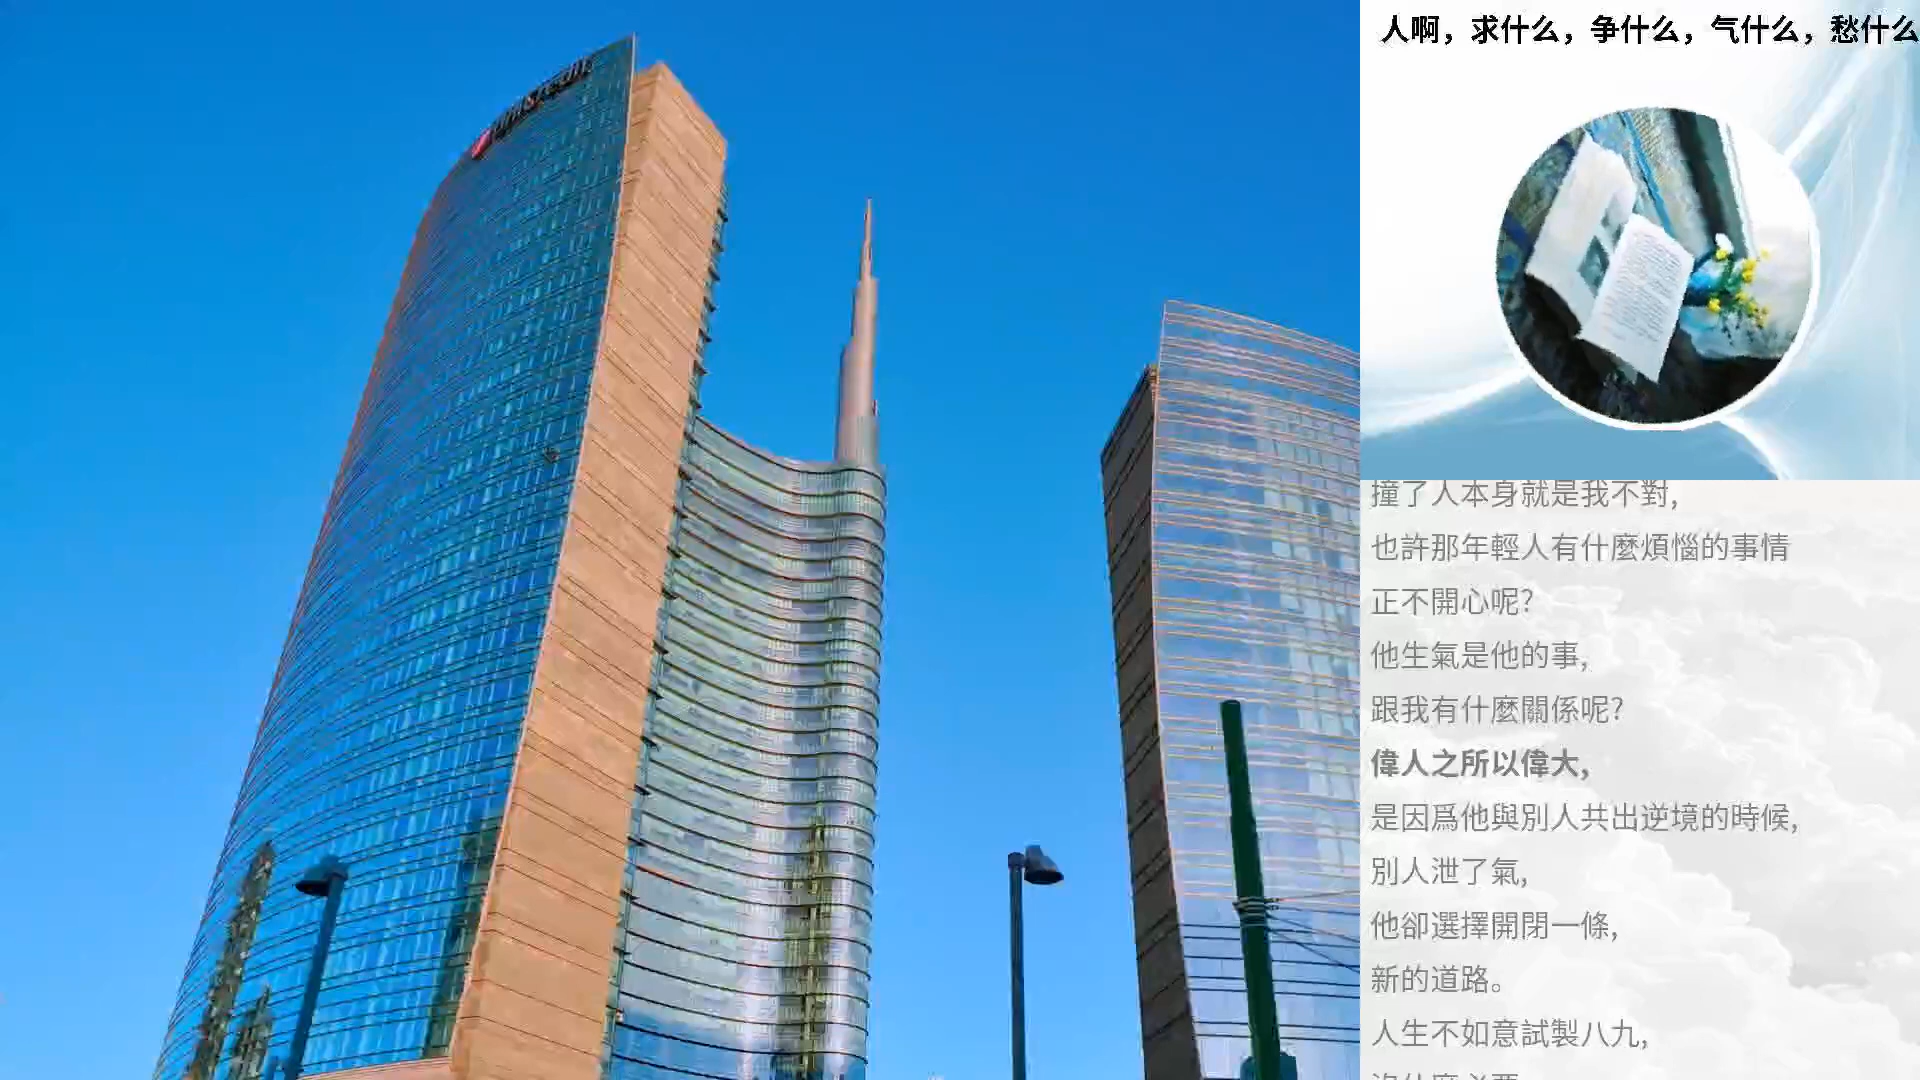 UniCredit
人啊，求什么，争什么，气什么，愁什么
撞了人本身就是我不對,
也許那年輕人有什麼煩惱的事情
正不開心呢?
他生氣是他的事,
跟我有什麼關係呢?
偉人之所以偉大,
是因爲他與別人共出逆境的時候,
別人泄了氣,
他卻選擇開閉一條,
新的道路。
人生不如意試製八九,